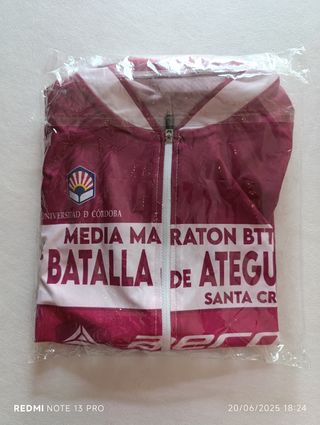 UNIVERSIDAD D CÓRDOBA
MEDIA MARATON BTT
BATALLA DE ATEGU
SANTA CR
REDMI NOTE 13 PRO
20/06/2025 18:24